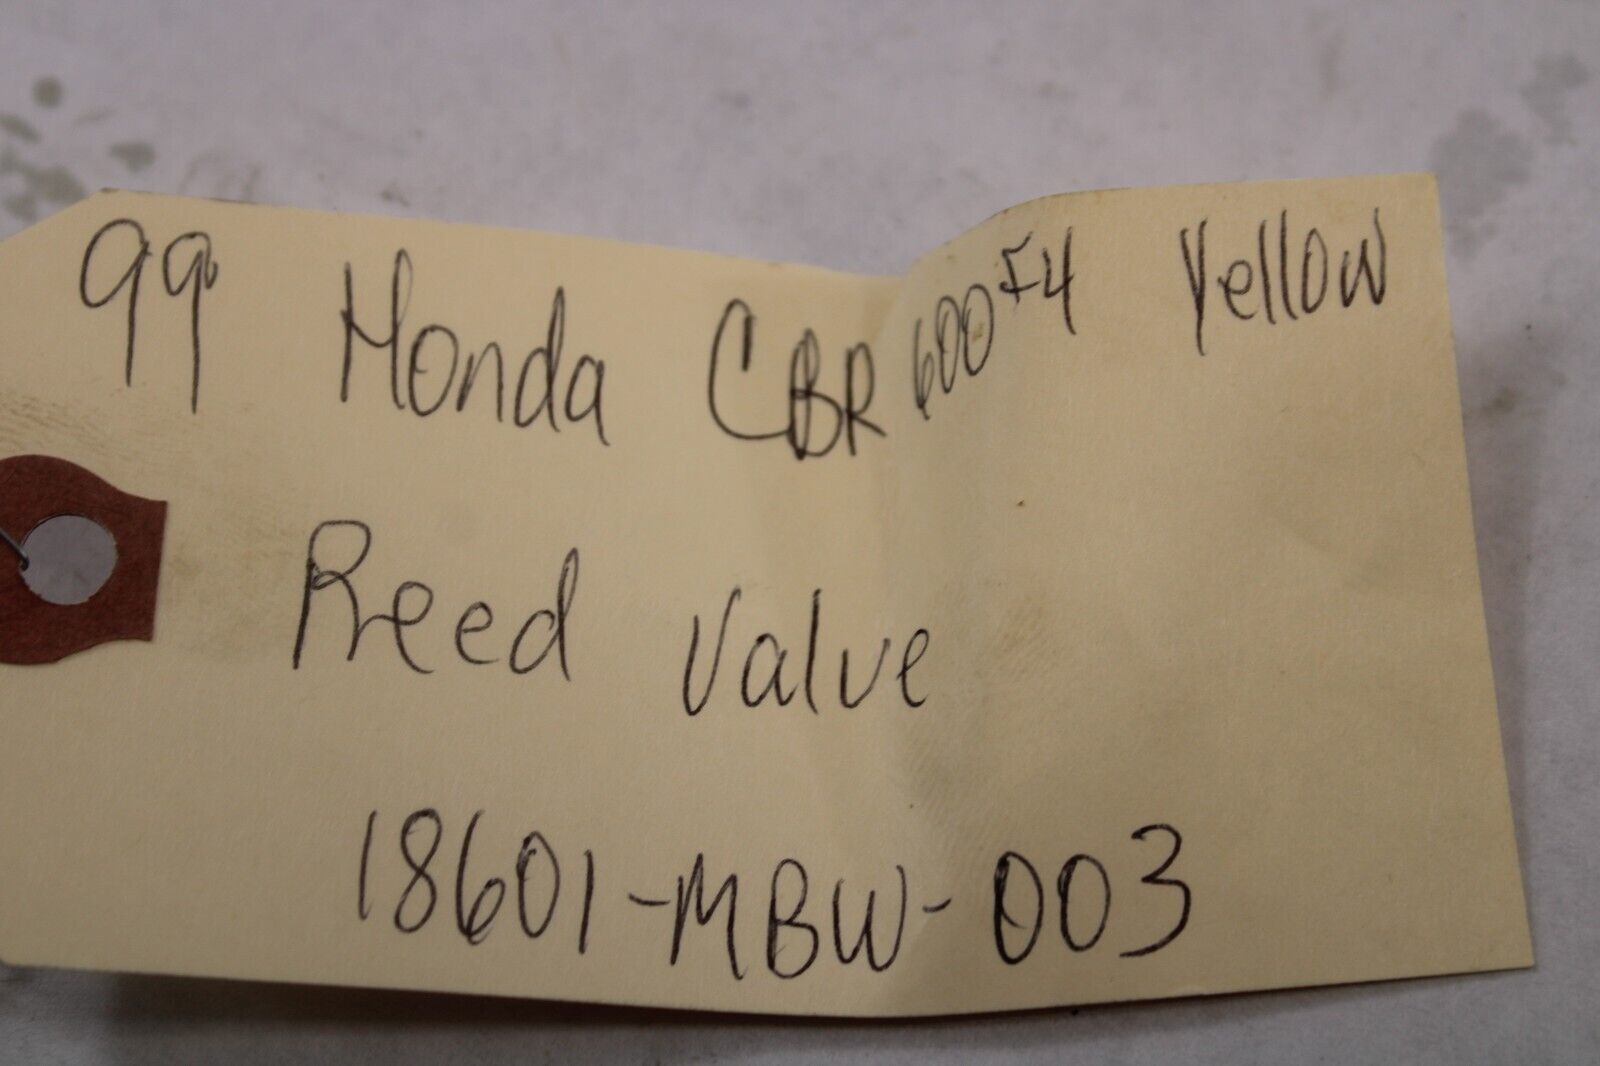 99 Honda CBR 600 F4 Yellow
Reed Valve
18601-MBW-003